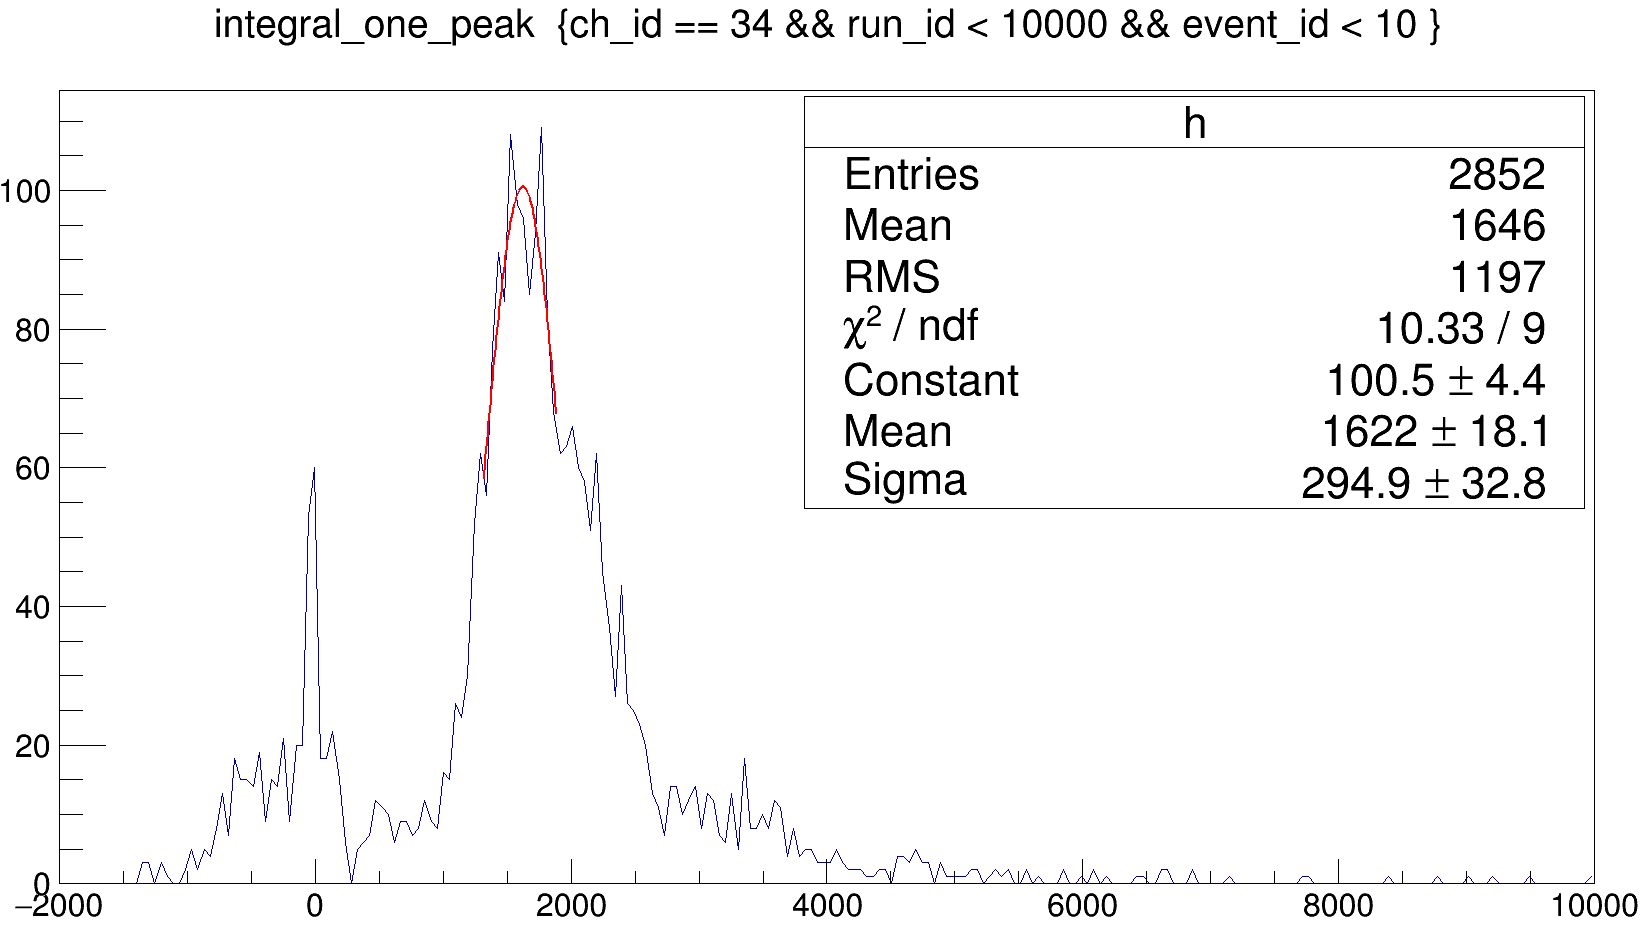 integral_one_peak {ch_id == 34 && run_id < 10000 && event_id < 10 }
h
Entries 2852
Mean 1646
RMS 1197
χ² / ndf 10.33 / 9
Constant 100.5 ± 4.4
Mean 1622 ± 18.1
Sigma 294.9 ± 32.8
100
80
60
40
20
0
−2000 0 2000 4000 6000 8000 10000